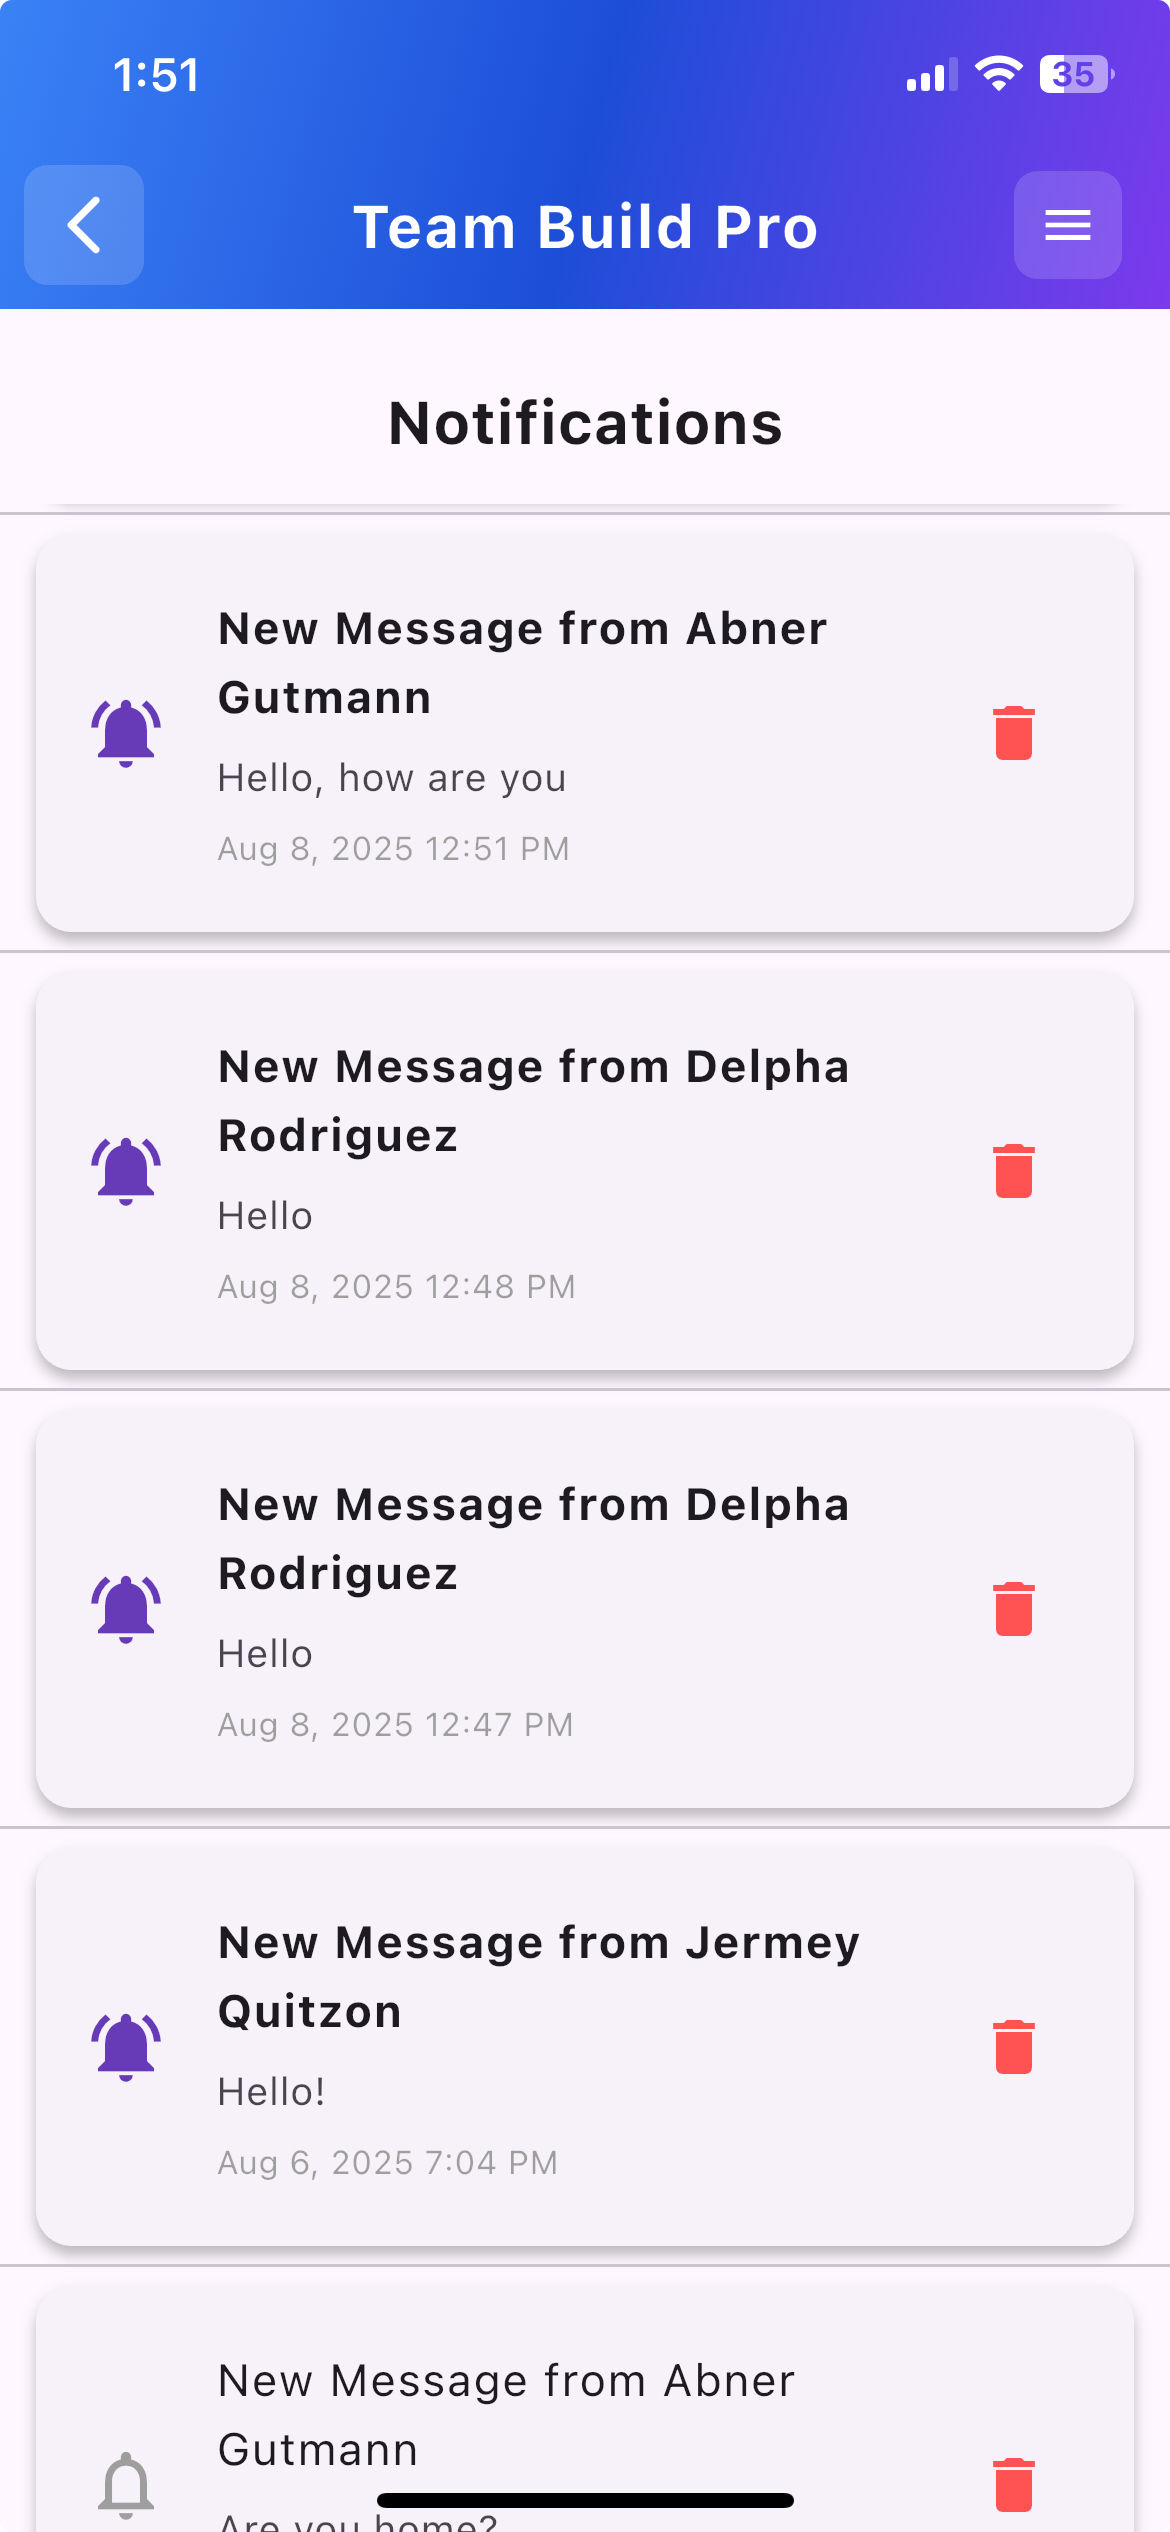 1:51
35
Team Build Pro
Notifications
New Message from Abner
Gutmann
Hello, how are you
Aug 8, 2025 12:51 PM
New Message from Delpha
Rodriguez
Hello
Aug 8, 2025 12:48 PM
New Message from Delpha
Rodriguez
Hello
Aug 8, 2025 12:47 PM
New Message from Jermey
Quitzon
Hello!
Aug 6, 2025 7:04 PM
New Message from Abner
Gutmann
Are you home?